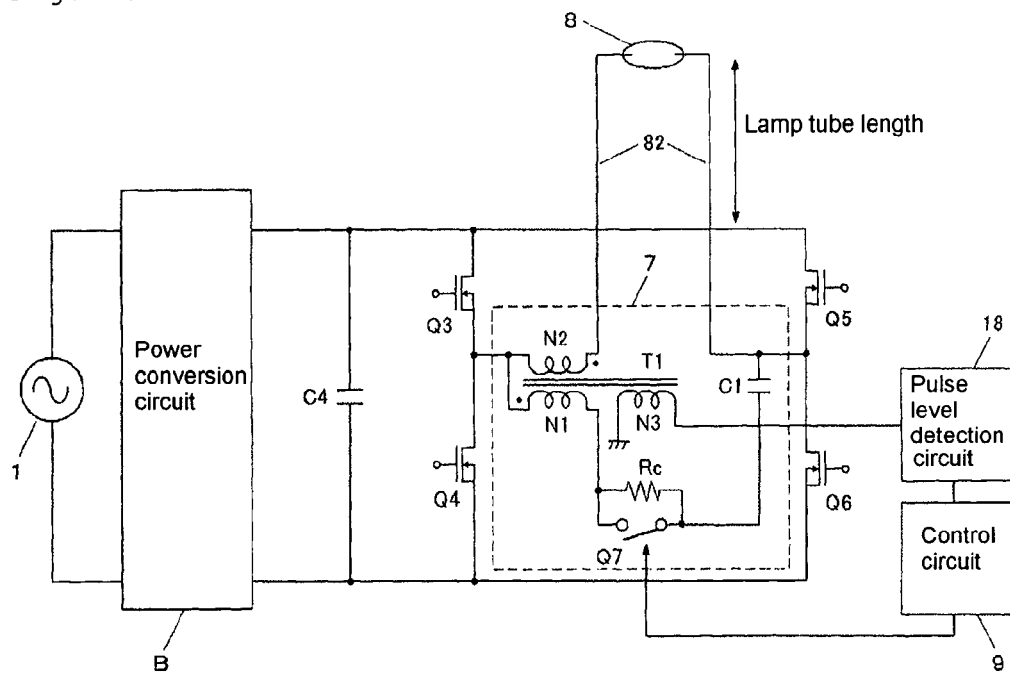 8
Lamp tube length
82
7
Q3
Q5
18
N2
T1
Power
conversion
circuit
C4
C1
Pulse
level
detection
circuit
N1
N3
1
Q4
Rc
Q6
Q7
Control
circuit
B
9